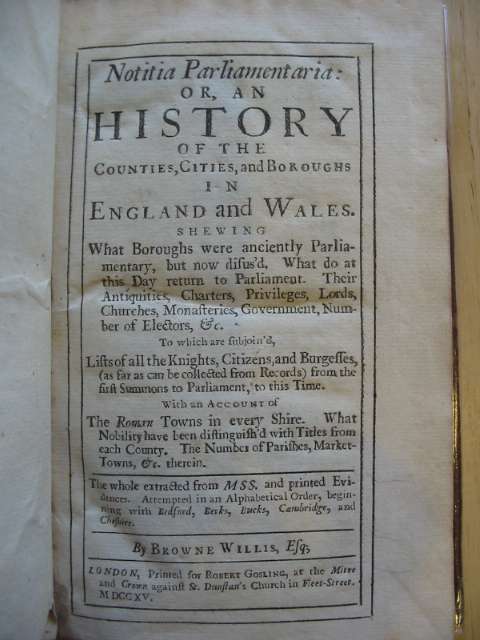 Notitia Parliamentaria:
OR, AN
HISTORY
OF THE
COUNTIES, CITIES, and BOROUGHS
IN
ENGLAND and WALES.
SHEWING
What Boroughs were anciently Parlia-
mentary, but now difus'd. What do at
this Day return to Parliament. Their
Antiquities, Charters, Privileges, Lords,
Churches, Monaſteries, Government, Num-
ber of Electors, &c.
To which are ſubjoin'd,
Liſts of all the Knights, Citizens, and Burgeſſes,
(as far as can be collected from Records) from the
firſt Summons to Parliament, to this Time.
With an ACCOUNT of
The Roman Towns in every Shire. What
Nobility have been diſtinguiſh'd with Titles from
each County. The Number of Pariſhes, Market-
Towns, &c. therein.
The whole extracted from MSS. and printed Evi-
dences. Attempted in an Alphabetical Order, begin-
ning with Bedford, Berks, Bucks, Cambridge, and
Cheſhire.
By BROWNE WILLIS, Eſq;
LONDON, Printed for ROBERT GOSLING, at the Mitre
and Crown againſt St. Dunſtan's Church in Fleet-Street.
MDCCXV.